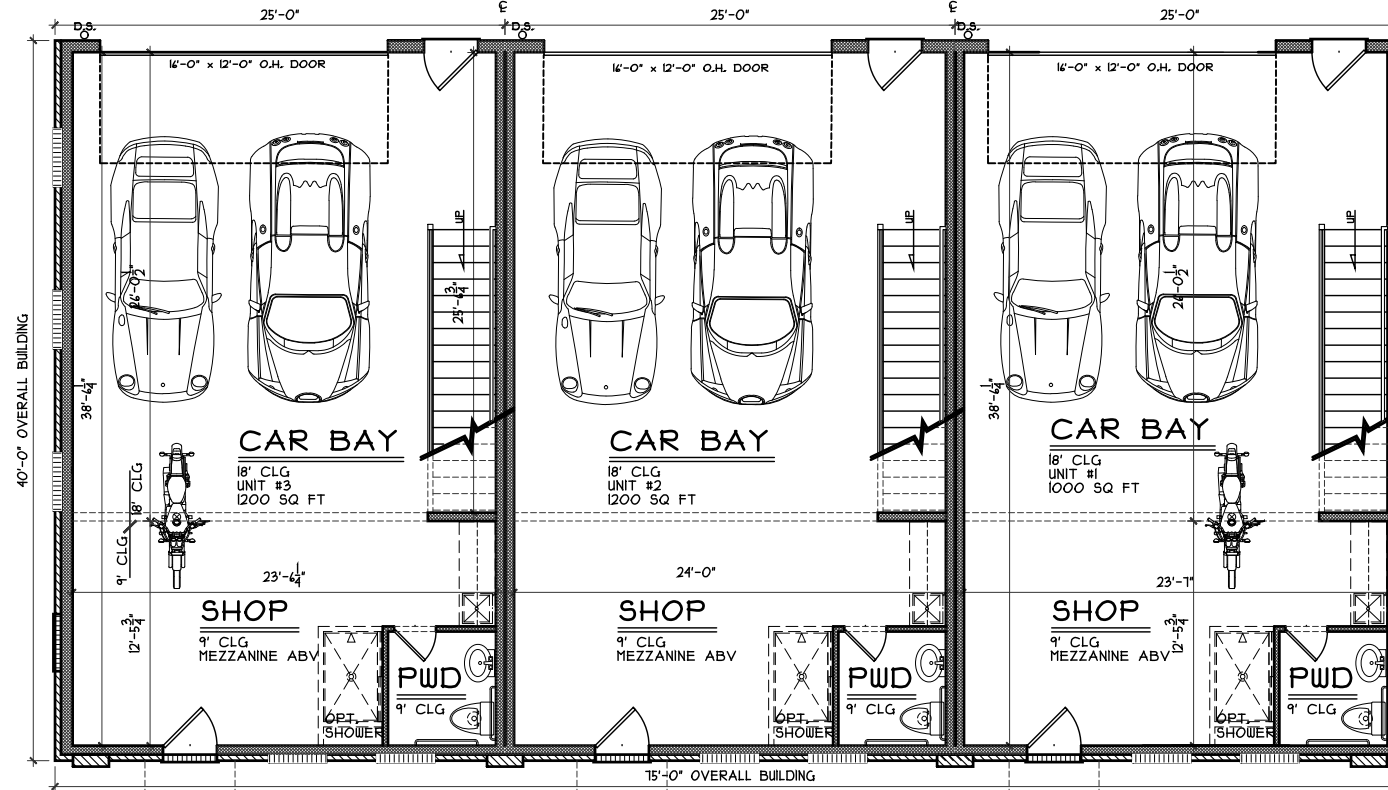 ℄ ℄
25'-0" 25'-0" 25'-0"
D.S. D.S. D.S.
16'-0" x 12'-0" O.H. DOOR 16'-0" x 12'-0" O.H. DOOR 16'-0" x 12'-0" O.H. DOOR
UP UP
26'-0½" 25'-6¾" 26'-0½"
40'-0" OVERALL BUILDING
38'-6¼" 38'-6¼"
CAR BAY CAR BAY CAR BAY
18' CLG 18' CLG 18' CLG
UNIT #3 UNIT #2 UNIT #1
1200 SQ FT 1200 SQ FT 1000 SQ FT
18' CLG
9' CLG
23'-6¼" 24'-0" 23'-7"
SHOP SHOP SHOP
12'-5¾" 12'-5¾"
9' CLG 9' CLG 9' CLG
MEZZANINE ABV MEZZANINE ABV MEZZANINE ABV
PWD PWD PWD
9' CLG 9' CLG 9' CLG
OPT. OPT. OPT.
SHOWER SHOWER SHOWER
75'-0" OVERALL BUILDING